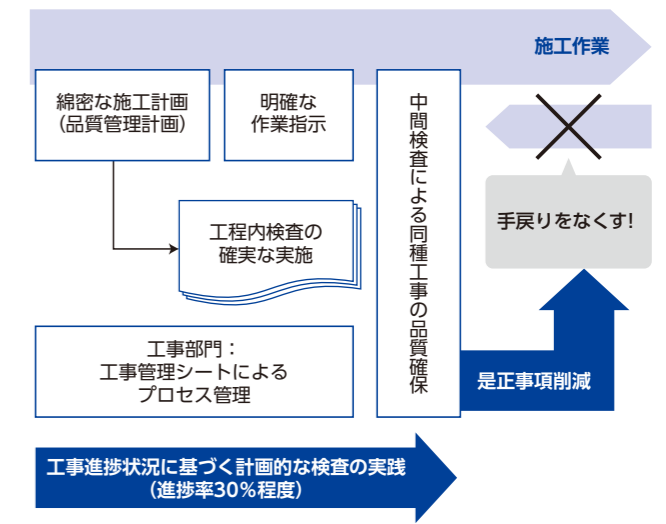 施工作業
綿密な施工計画
（品質管理計画）
明確な
作業指示
中間検査による同種工事の品質確保
手戻りをなくす!
工程内検査の
確実な実施
工事部門：
工事管理シートによる
プロセス管理
是正事項削減
工事進捗状況に基づく計画的な検査の実践
（進捗率30%程度）